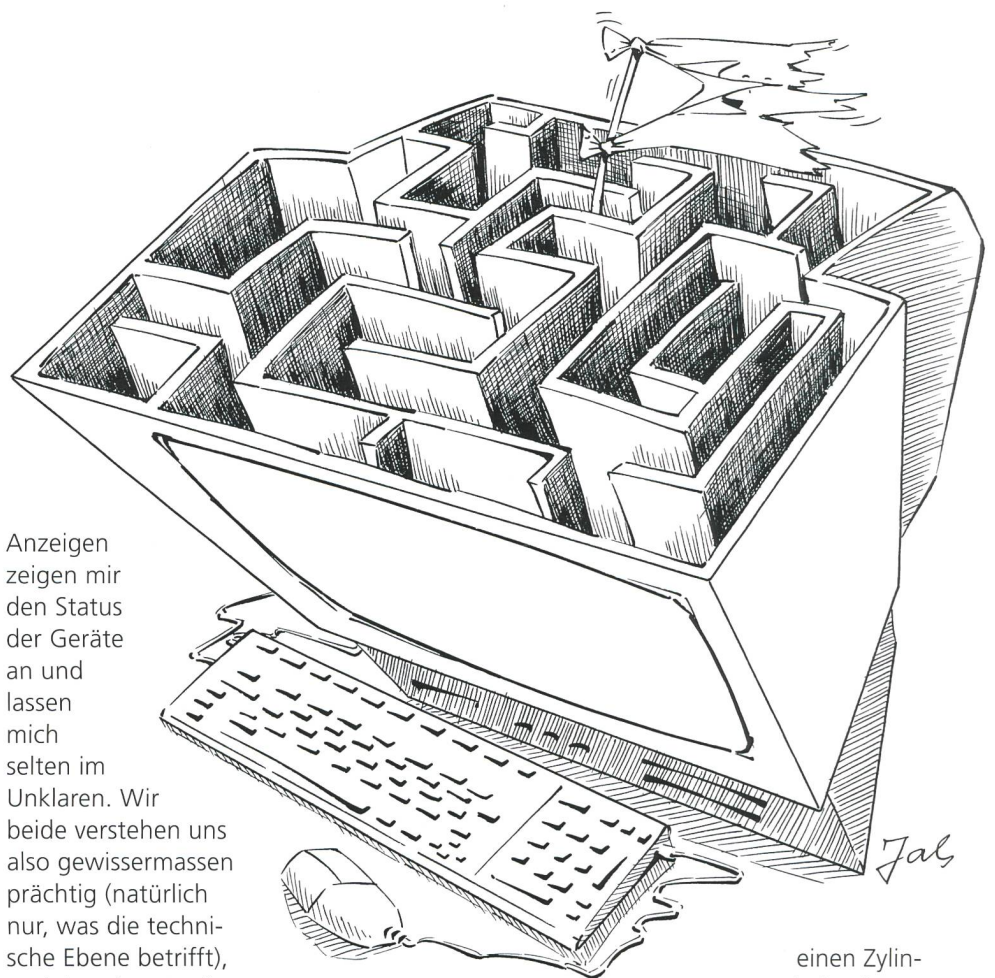 Anzeigen
zeigen mir
den Status
der Geräte
an und
lassen
mich
selten im
Unklaren. Wir
beide verstehen uns
also gewissermassen
prächtig (natürlich
nur, was die techni-
sche Ebene betrifft),
einen Zylin-